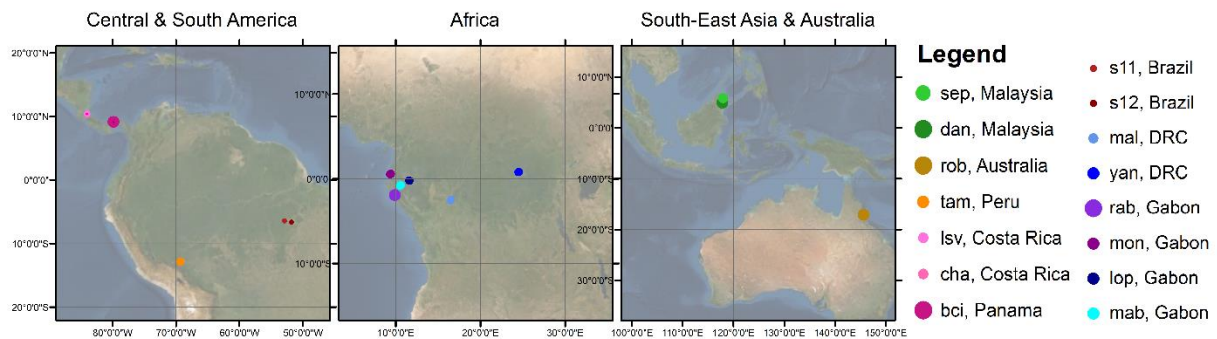 Central & South America
Africa
South-East Asia & Australia
20°0'0"N
10°0'0"N
0°0'0"
10°0'0"S
20°0'0"S
80°0'0"W 70°0'0"W 60°0'0"W 50°0'0"W
10°0'0"N
0°0'0"
10°0'0"S
10°0'0"E 20°0'0"E 30°0'0"E
10°0'0"N
0°0'0"
10°0'0"S
20°0'0"S
30°0'0"S
100°0'0"E 110°0'0"E 120°0'0"E 130°0'0"E 140°0'0"E 150°0'0"E
Legend
sep, Malaysia
dan, Malaysia
rob, Australia
tam, Peru
lsv, Costa Rica
cha, Costa Rica
bci, Panama
s11, Brazil
s12, Brazil
mal, DRC
yan, DRC
rab, Gabon
mon, Gabon
lop, Gabon
mab, Gabon